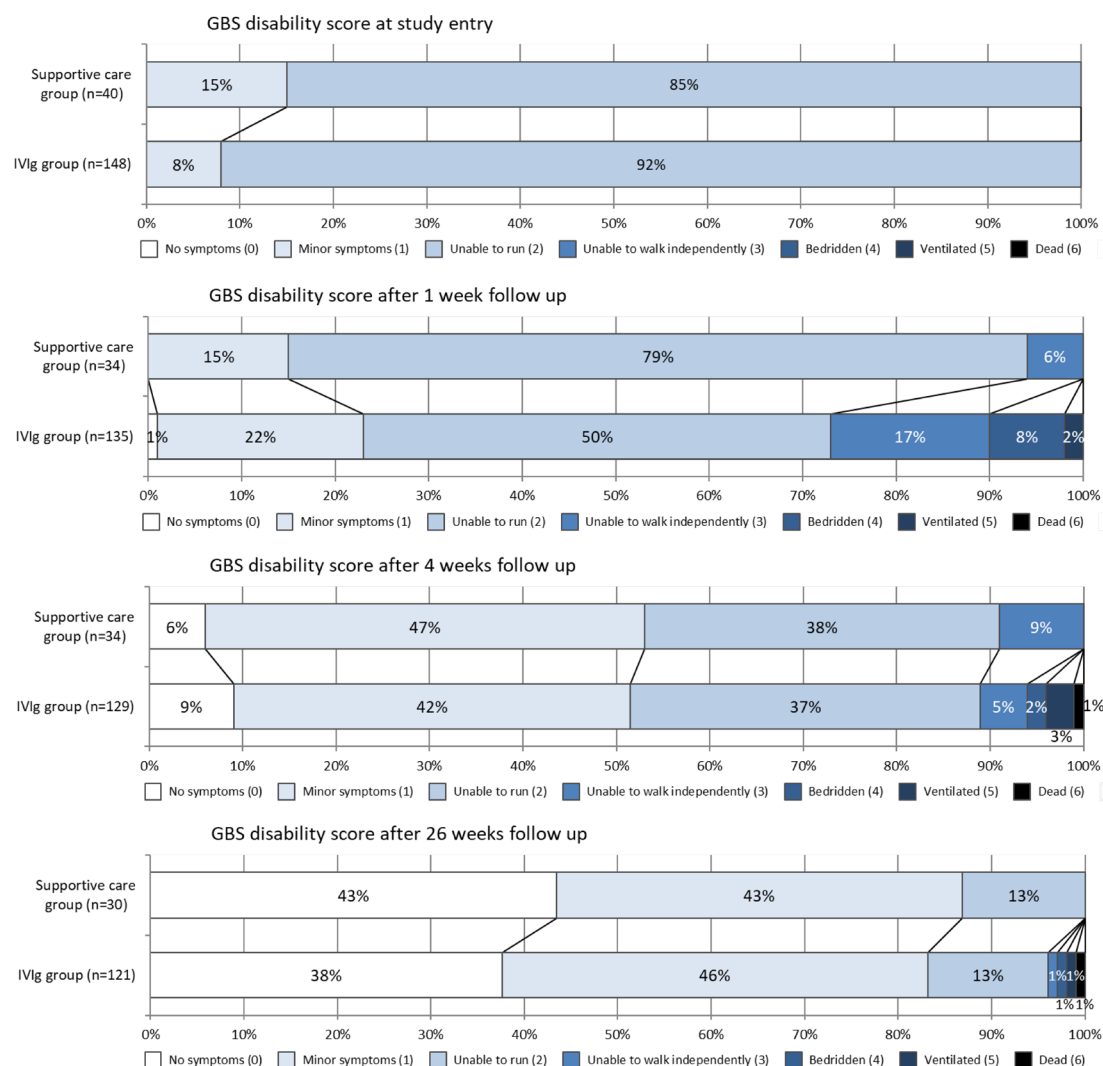 GBS disability score at study entry
Supportive care
group (n=40)
15%
85%
IVIg group (n=148)
8%
92%
0% 10% 20% 30% 40% 50% 60% 70% 80% 90% 100%
No symptoms (0) Minor symptoms (1) Unable to run (2) Unable to walk independently (3) Bedridden (4) Ventilated (5) Dead (6)
GBS disability score after 1 week follow up
Supportive care
group (n=34)
15%
79%
6%
IVIg group (n=135)
1%
22%
50%
17%
8%
2%
0% 10% 20% 30% 40% 50% 60% 70% 80% 90% 100%
No symptoms (0) Minor symptoms (1) Unable to run (2) Unable to walk independently (3) Bedridden (4) Ventilated (5) Dead (6)
GBS disability score after 4 weeks follow up
Supportive care
group (n=34)
6%
47%
38%
9%
IVIg group (n=129)
9%
42%
37%
5%
2%
3%
1%
0% 10% 20% 30% 40% 50% 60% 70% 80% 90% 100%
No symptoms (0) Minor symptoms (1) Unable to run (2) Unable to walk independently (3) Bedridden (4) Ventilated (5) Dead (6)
GBS disability score after 26 weeks follow up
Supportive care
group (n=30)
43%
43%
13%
IVIg group (n=121)
38%
46%
13%
1%
1%
1%
1%
0% 10% 20% 30% 40% 50% 60% 70% 80% 90% 100%
No symptoms (0) Minor symptoms (1) Unable to run (2) Unable to walk independently (3) Bedridden (4) Ventilated (5) Dead (6)